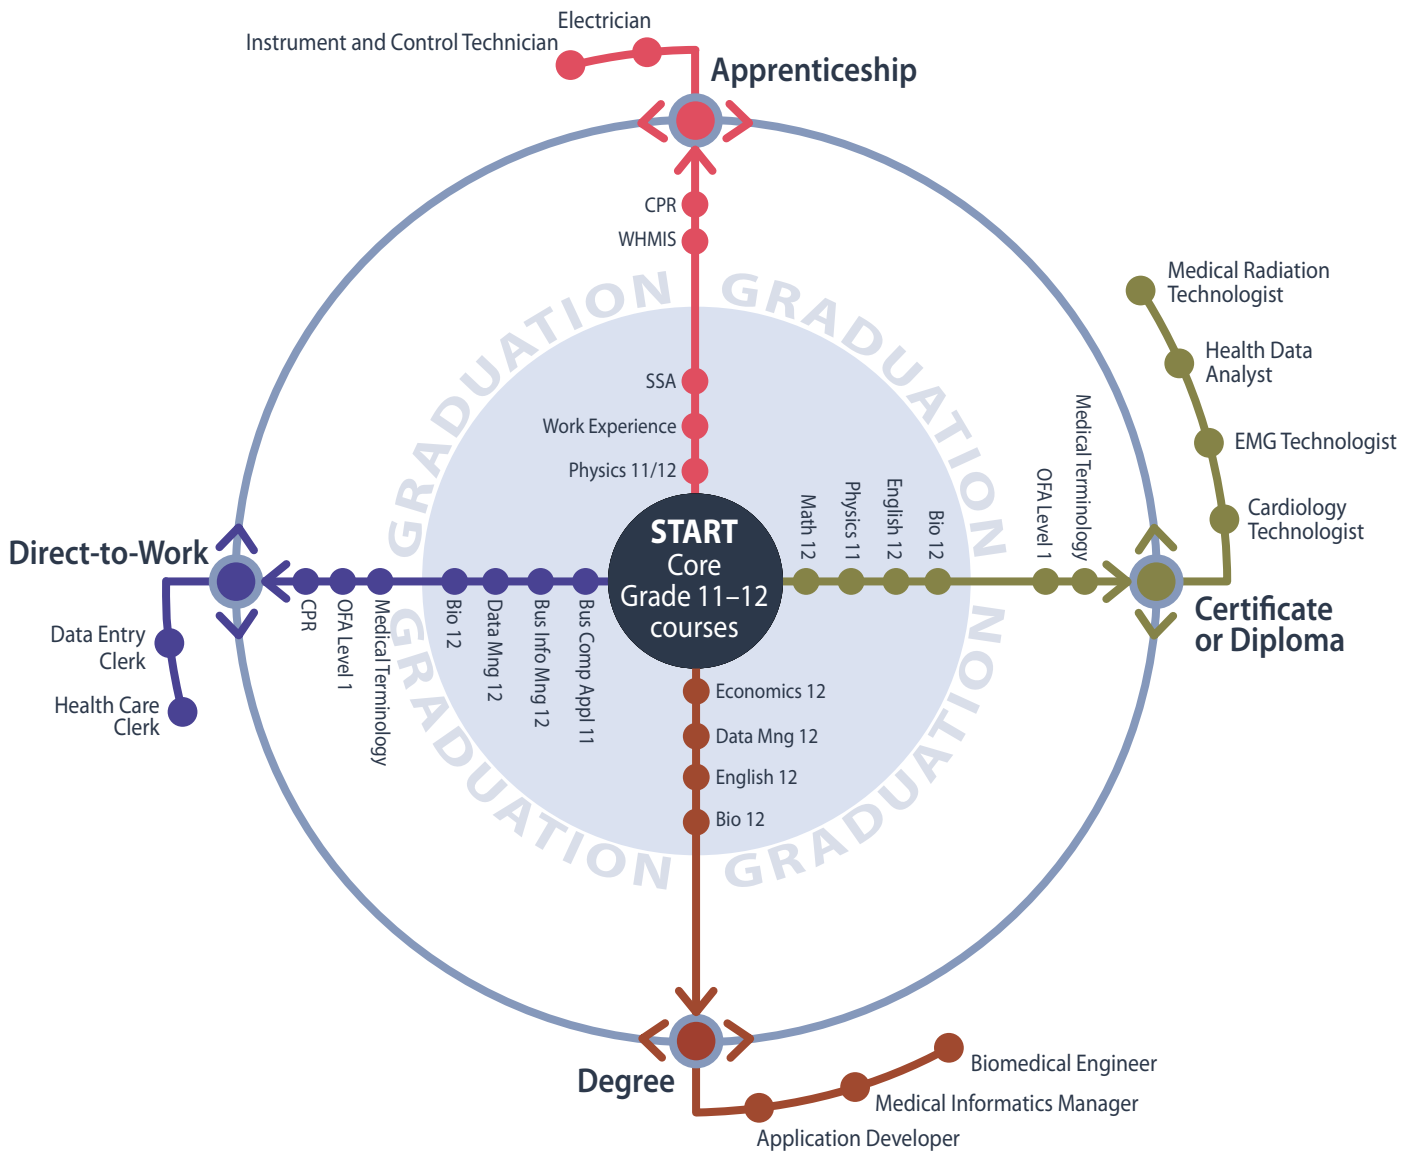 Electrician
Instrument and Control Technician
Apprenticeship
CPR
WHMIS
GRADUATION
GRADUATION
SSA
Work Experience
Physics 11/12
Medical Radiation
Technologist
Health Data
Analyst
EMG Technologist
Cardiology
Technologist
Math 12
Physics 11
English 12
Bio 12
OFA Level 1
Medical Terminology
Certificate
or Diploma
START
Core
Grade 11–12
courses
Direct-to-Work
Data Entry
Clerk
Health Care
Clerk
CPR
OFA Level 1
Medical Terminology
Bio 12
Data Mng 12
Bus Info Mng 12
Bus Comp Appl 11
Economics 12
Data Mng 12
English 12
Bio 12
GRADUATION
GRADUATION
Degree
Biomedical Engineer
Medical Informatics Manager
Application Developer